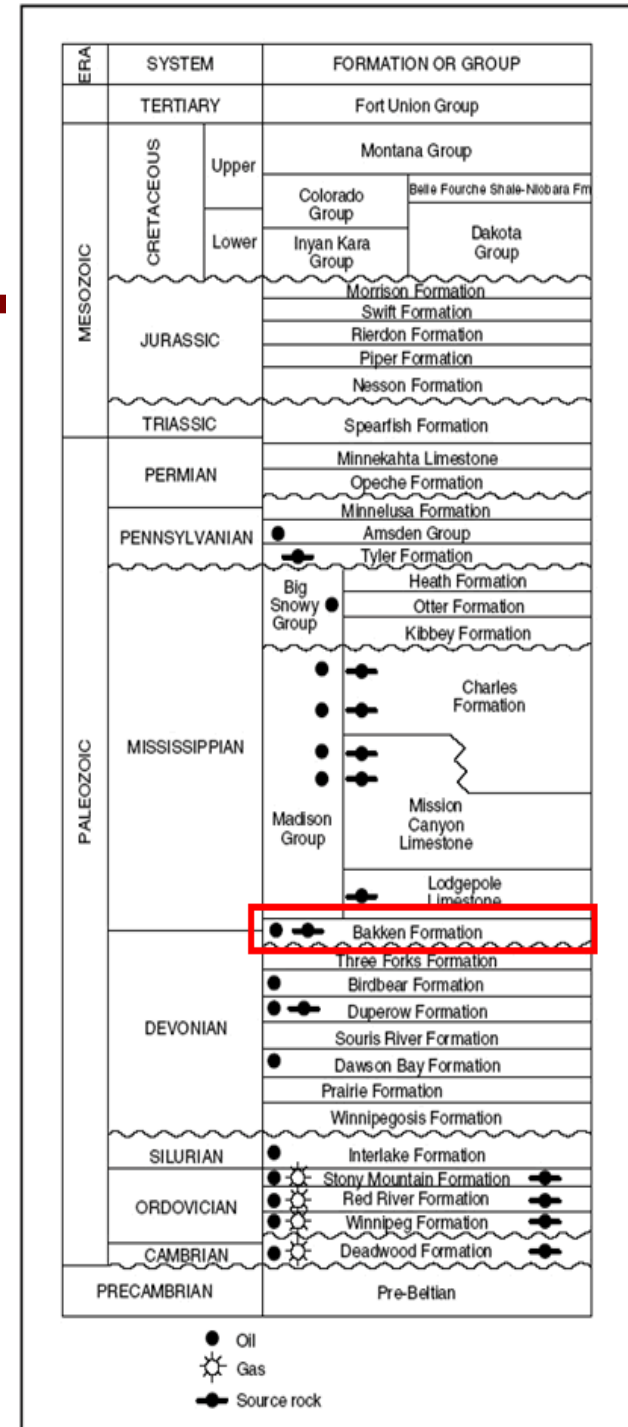 ERA
SYSTEM
FORMATION OR GROUP
TERTIARY
Fort Union Group
MESOZOIC
CRETACEOUS
Upper
Lower
Montana Group
Colorado
Group
Belle Fourche Shale-Niobara Fm
Inyan Kara
Group
Dakota
Group
JURASSIC
Morrison Formation
Swift Formation
Rierdon Formation
Piper Formation
Nesson Formation
TRIASSIC
Spearfish Formation
PALEOZOIC
PERMIAN
Minnekahta Limestone
Opeche Formation
PENNSYLVANIAN
Minnelusa Formation
Amsden Group
Tyler Formation
MISSISSIPPIAN
Big
Snowy
Group
Heath Formation
Otter Formation
Kibbey Formation
Madison
Group
Charles
Formation
Mission
Canyon
Limestone
Lodgepole
Limestone
Bakken Formation
DEVONIAN
Three Forks Formation
Birdbear Formation
Duperow Formation
Souris River Formation
Dawson Bay Formation
Prairie Formation
Winnipegosis Formation
SILURIAN
Interlake Formation
ORDOVICIAN
Stony Mountain Formation
Red River Formation
Winnipeg Formation
CAMBRIAN
Deadwood Formation
PRECAMBRIAN
Pre-Beltian
Oil
Gas
Source rock